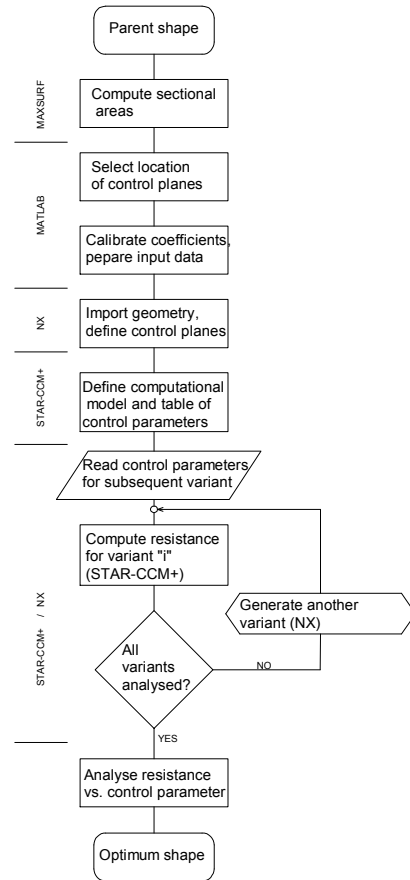 Parent shape
MAXSURF
Compute sectional
areas
MATLAB
Select location
of control planes
Calibrate coefficients,
pepare input data
NX
Import geometry,
define control planes
STAR-CCM+
Define computational
model and table of
control parameters
Read control parameters
for subsequent variant
STAR-CCM+ / NX
Compute resistance
for variant "i"
(STAR-CCM+)
Generate another
variant (NX)
All
variants
analysed?
NO
YES
Analyse resistance
vs. control parameter
Optimum shape